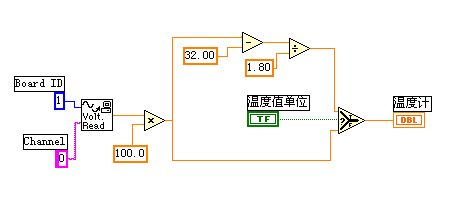 32.00
1.80
Board ID
1
Volt.
Read
温度值单位
TF
温度计
DBL
100.0
Channel
0